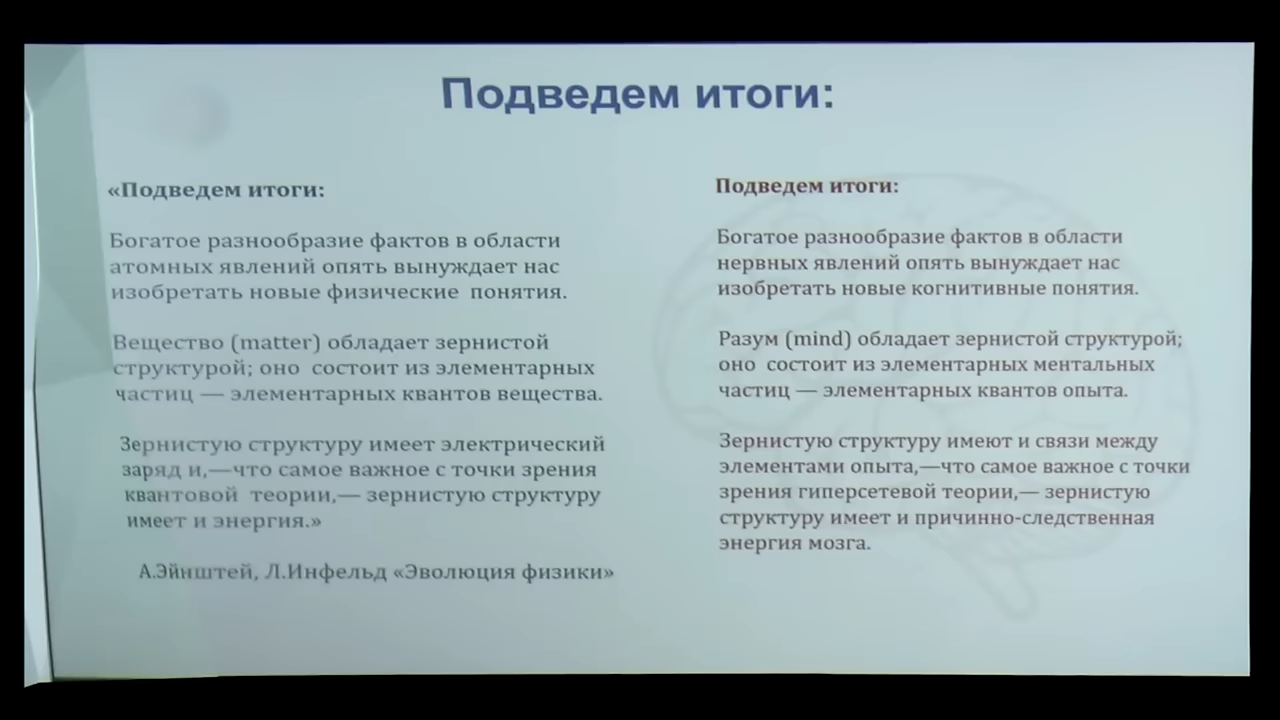 Подведем итоги:
«Подведем итоги:
Богатое разнообразие фактов в области
атомных явлений опять вынуждает нас
изобретать новые физические понятия.
Вещество (matter) обладает зернистой
структурой; оно состоит из элементарных
частиц — элементарных квантов вещества.
Зернистую структуру имеет электрический
заряд и,—что самое важное с точки зрения
квантовой теории,— зернистую структуру
имеет и энергия.»
А.Эйнштей, Л.Инфельд «Эволюция физики»
Подведем итоги:
Богатое разнообразие фактов в области
нервных явлений опять вынуждает нас
изобретать новые когнитивные понятия.
Разум (mind) обладает зернистой структурой;
оно состоит из элементарных ментальных
частиц — элементарных квантов опыта.
Зернистую структуру имеют и связи между
элементами опыта,—что самое важное с точки
зрения гиперсетевой теории,— зернистую
структуру имеет и причинно-следственная
энергия мозга.